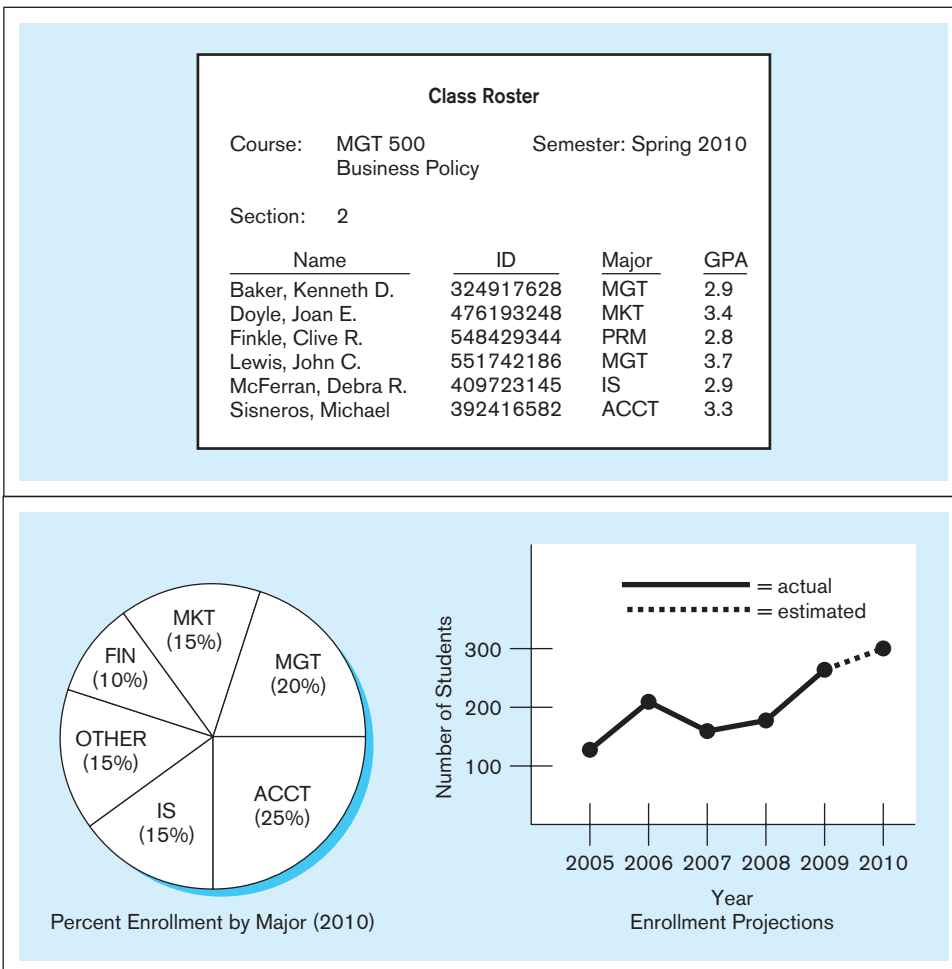 Class Roster
Course: MGT 500 Semester: Spring 2010
Business Policy
Section: 2
Name ID Major GPA
Baker, Kenneth D. 324917628 MGT 2.9
Doyle, Joan E. 476193248 MKT 3.4
Finkle, Clive R. 548429344 PRM 2.8
Lewis, John C. 551742186 MGT 3.7
McFerran, Debra R. 409723145 IS 2.9
Sisneros, Michael 392416582 ACCT 3.3
MKT
(15%)
FIN
(10%)
MGT
(20%)
OTHER
(15%)
IS
(15%)
ACCT
(25%)
Percent Enrollment by Major (2010)
= actual
= estimated
Number of Students
300
200
100
2005 2006 2007 2008 2009 2010
Year
Enrollment Projections